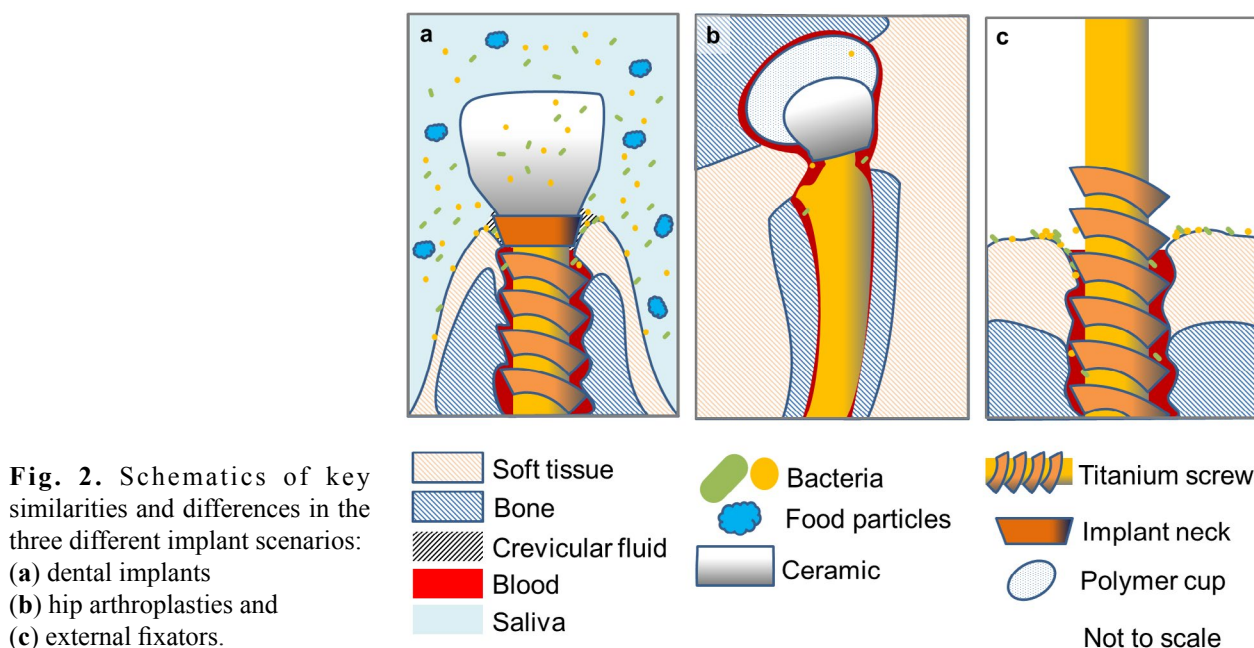 a
b
c
Fig. 2. Schematics of key
similarities and differences in the
three different implant scenarios:
(a) dental implants
(b) hip arthroplasties and
(c) external fixators.
Soft tissue
Bone
Crevicular fluid
Blood
Saliva
Bacteria
Food particles
Ceramic
Titanium screw
Implant neck
Polymer cup
Not to scale